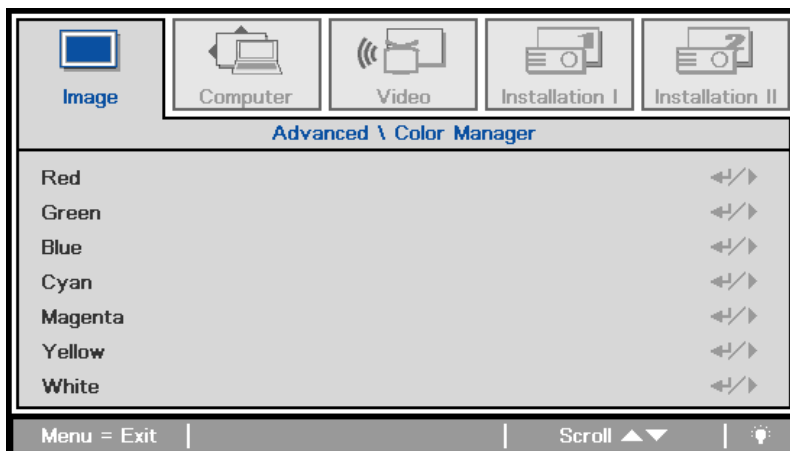 Image
Computer
Video
Installation I
Installation II
Advanced \ Color Manager
Red
Green
Blue
Cyan
Magenta
Yellow
White
Menu = Exit
Scroll ▲▼